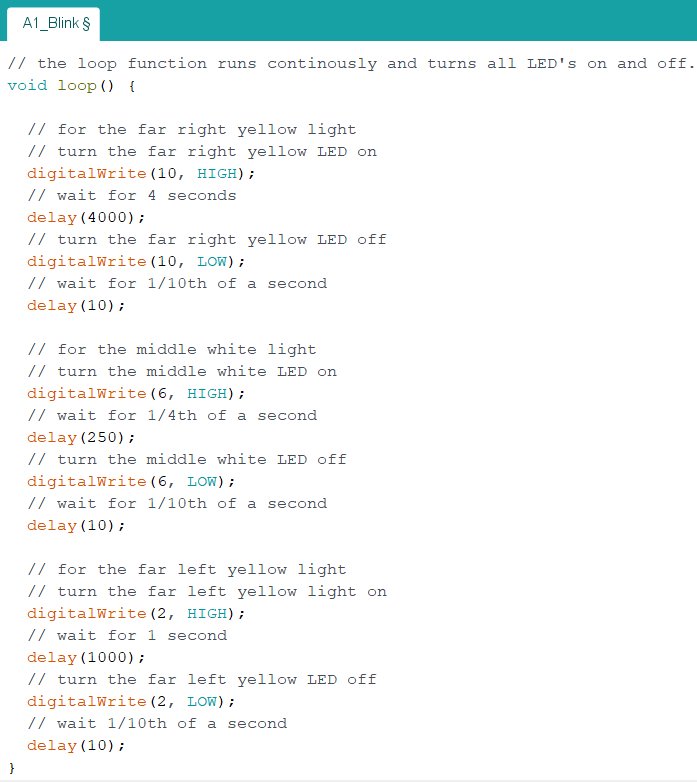 A1_Blink §
// the loop function runs continously and turns all LED's on and off.
void loop() {
// for the far right yellow light
// turn the far right yellow LED on
digitalWrite(10, HIGH);
// wait for 4 seconds
delay(4000);
// turn the far right yellow LED off
digitalWrite(10, LOW);
// wait for 1/10th of a second
delay(10);
// for the middle white light
// turn the middle white LED on
digitalWrite(6, HIGH);
// wait for 1/4th of a second
delay(250);
// turn the middle white LED off
digitalWrite(6, LOW);
// wait for 1/10th of a second
delay(10);
// for the far left yellow light
// turn the far left yellow light on
digitalWrite(2, HIGH);
// wait for 1 second
delay(1000);
// turn the far left yellow LED off
digitalWrite(2, LOW);
// wait 1/10th of a second
delay(10);
}